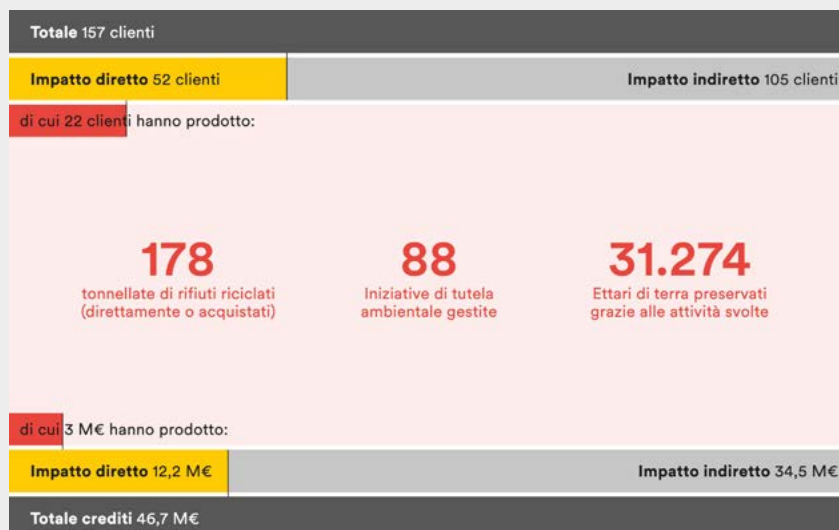 Totale 157 clienti
Impatto diretto 52 clienti
Impatto indiretto 105 clienti
di cui 22 clienti hanno prodotto:
178
tonnellate di rifiuti riciclati
(direttamente o acquistati)
88
Iniziative di tutela
ambientale gestite
31.274
Ettari di terra preservati
grazie alle attività svolte
di cui 3 M€ hanno prodotto:
Impatto diretto 12,2 M€
Impatto indiretto 34,5 M€
Totale crediti 46,7 M€